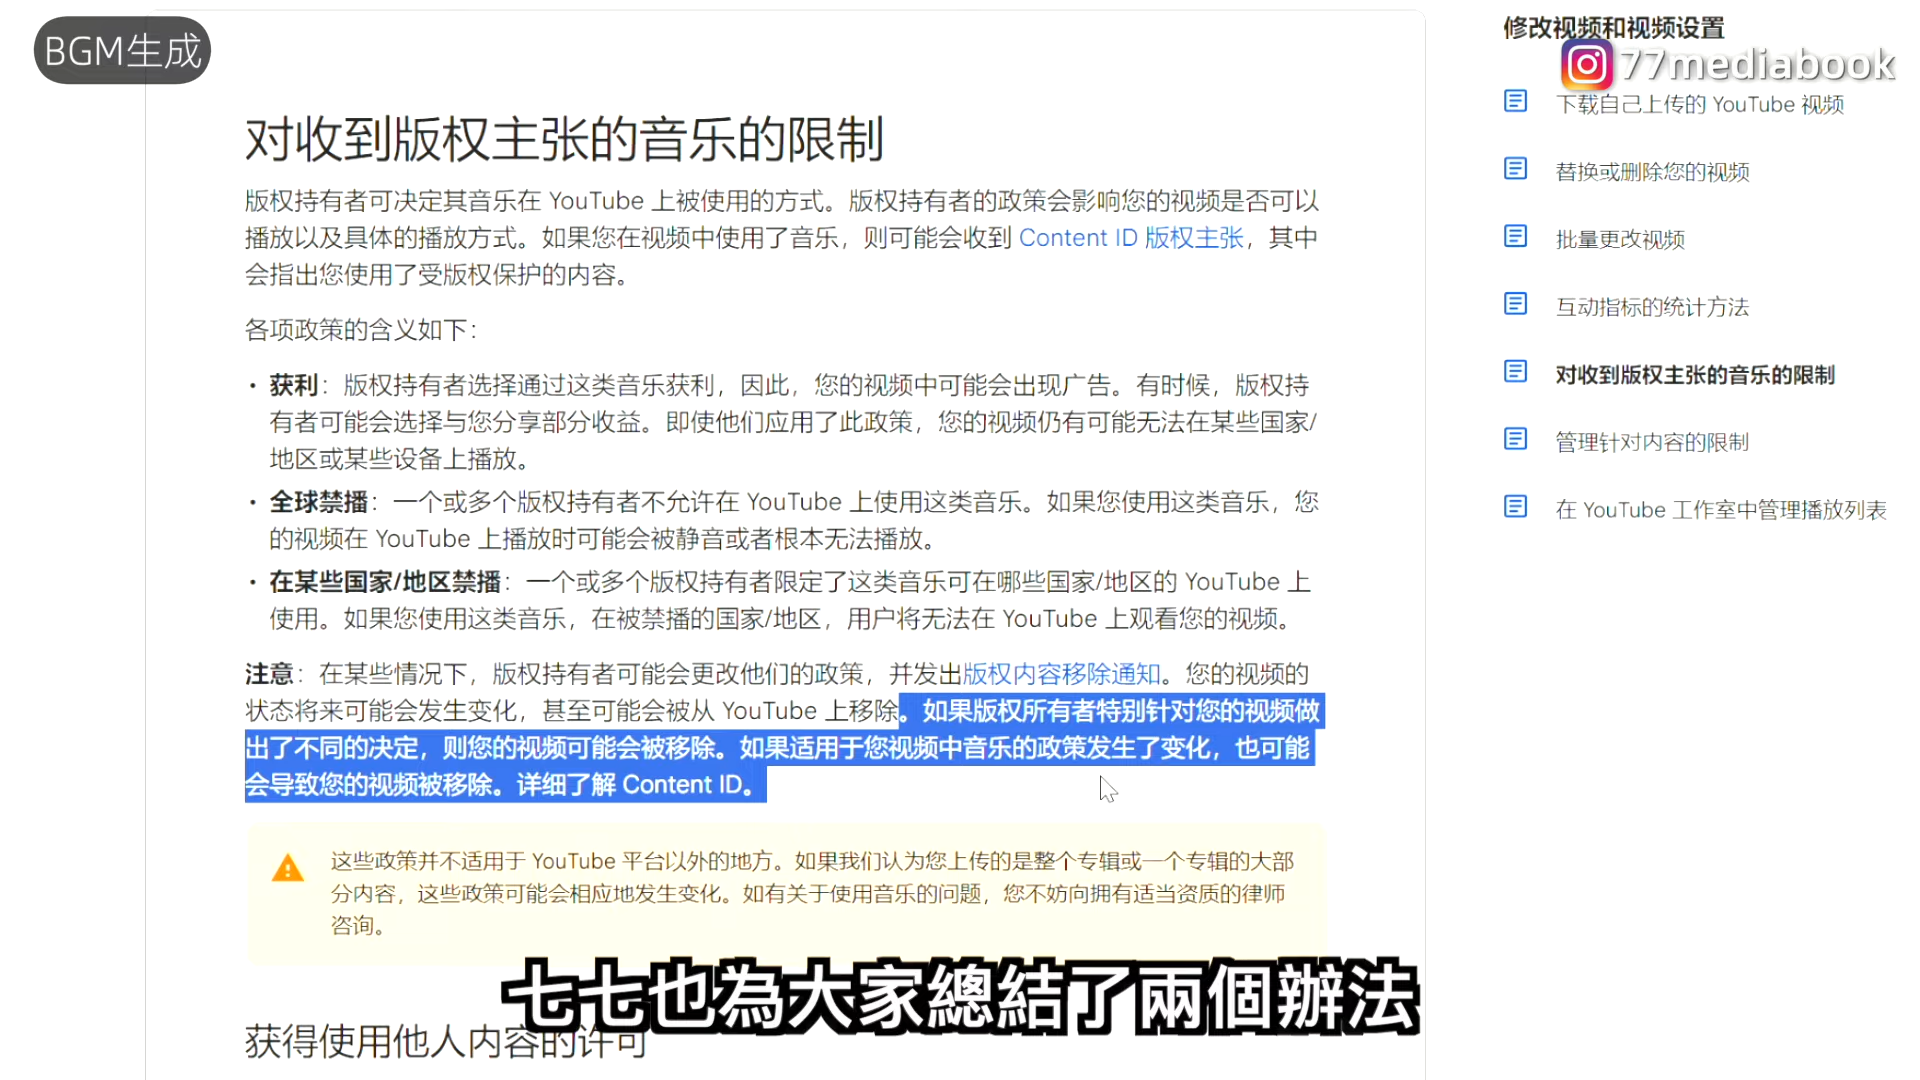 BGM生成
修改视频和视频设置
77mediabook
下载自己上传的 YouTube 视频
替换或删除您的视频
批量更改视频
互动指标的统计方法
对收到版权主张的音乐的限制
管理针对内容的限制
在 YouTube 工作室中管理播放列表
对收到版权主张的音乐的限制
版权持有者可决定其音乐在 YouTube 上被使用的方式。版权持有者的政策会影响您的视频是否可以
播放以及具体的播放方式。如果您在视频中使用了音乐，则可能会收到 Content ID 版权主张，其中
会指出您使用了受版权保护的内容。
各项政策的含义如下：
• 获利：版权持有者选择通过这类音乐获利，因此，您的视频中可能会出现广告。有时候，版权持
有者可能会选择与您分享部分收益。即使他们应用了此政策，您的视频仍有可能无法在某些国家/
地区或某些设备上播放。
• 全球禁播：一个或多个版权持有者不允许在 YouTube 上使用这类音乐。如果您使用这类音乐，您
的视频在 YouTube 上播放时可能会被静音或者根本无法播放。
• 在某些国家/地区禁播：一个或多个版权持有者限定了这类音乐可在哪些国家/地区的 YouTube 上
使用。如果您使用这类音乐，在被禁播的国家/地区，用户将无法在 YouTube 上观看您的视频。
注意：在某些情况下，版权持有者可能会更改他们的政策，并发出版权内容移除通知。您的视频的
状态将来可能会发生变化，甚至可能会被从 YouTube 上移除。如果版权所有者特别针对您的视频做
出了不同的决定，则您的视频可能会被移除。如果适用于您视频中音乐的政策发生了变化，也可能
会导致您的视频被移除。详细了解 Content ID。
这些政策并不适用于 YouTube 平台以外的地方。如果我们认为您上传的是整个专辑或一个专辑的大部
分内容，这些政策可能会相应地发生变化。如有关于使用音乐的问题，您不妨向拥有适当资质的律师
咨询。
七七也為大家總結了兩個辦法
获得使用他人内容的许可